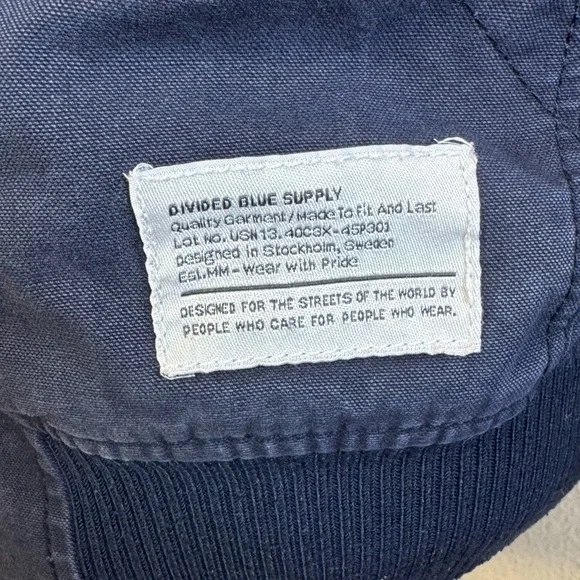 DIVIDED BLUE SUPPLY
Quality Garment/Made To Fit And Last
Lot No. USN 13.40C3X-45P301
Designed in Stockholm, Sweden
Est.MM - Wear With Pride
DESIGNED FOR THE STREETS OF THE WORLD BY
PEOPLE WHO CARE FOR PEOPLE WHO WEAR.